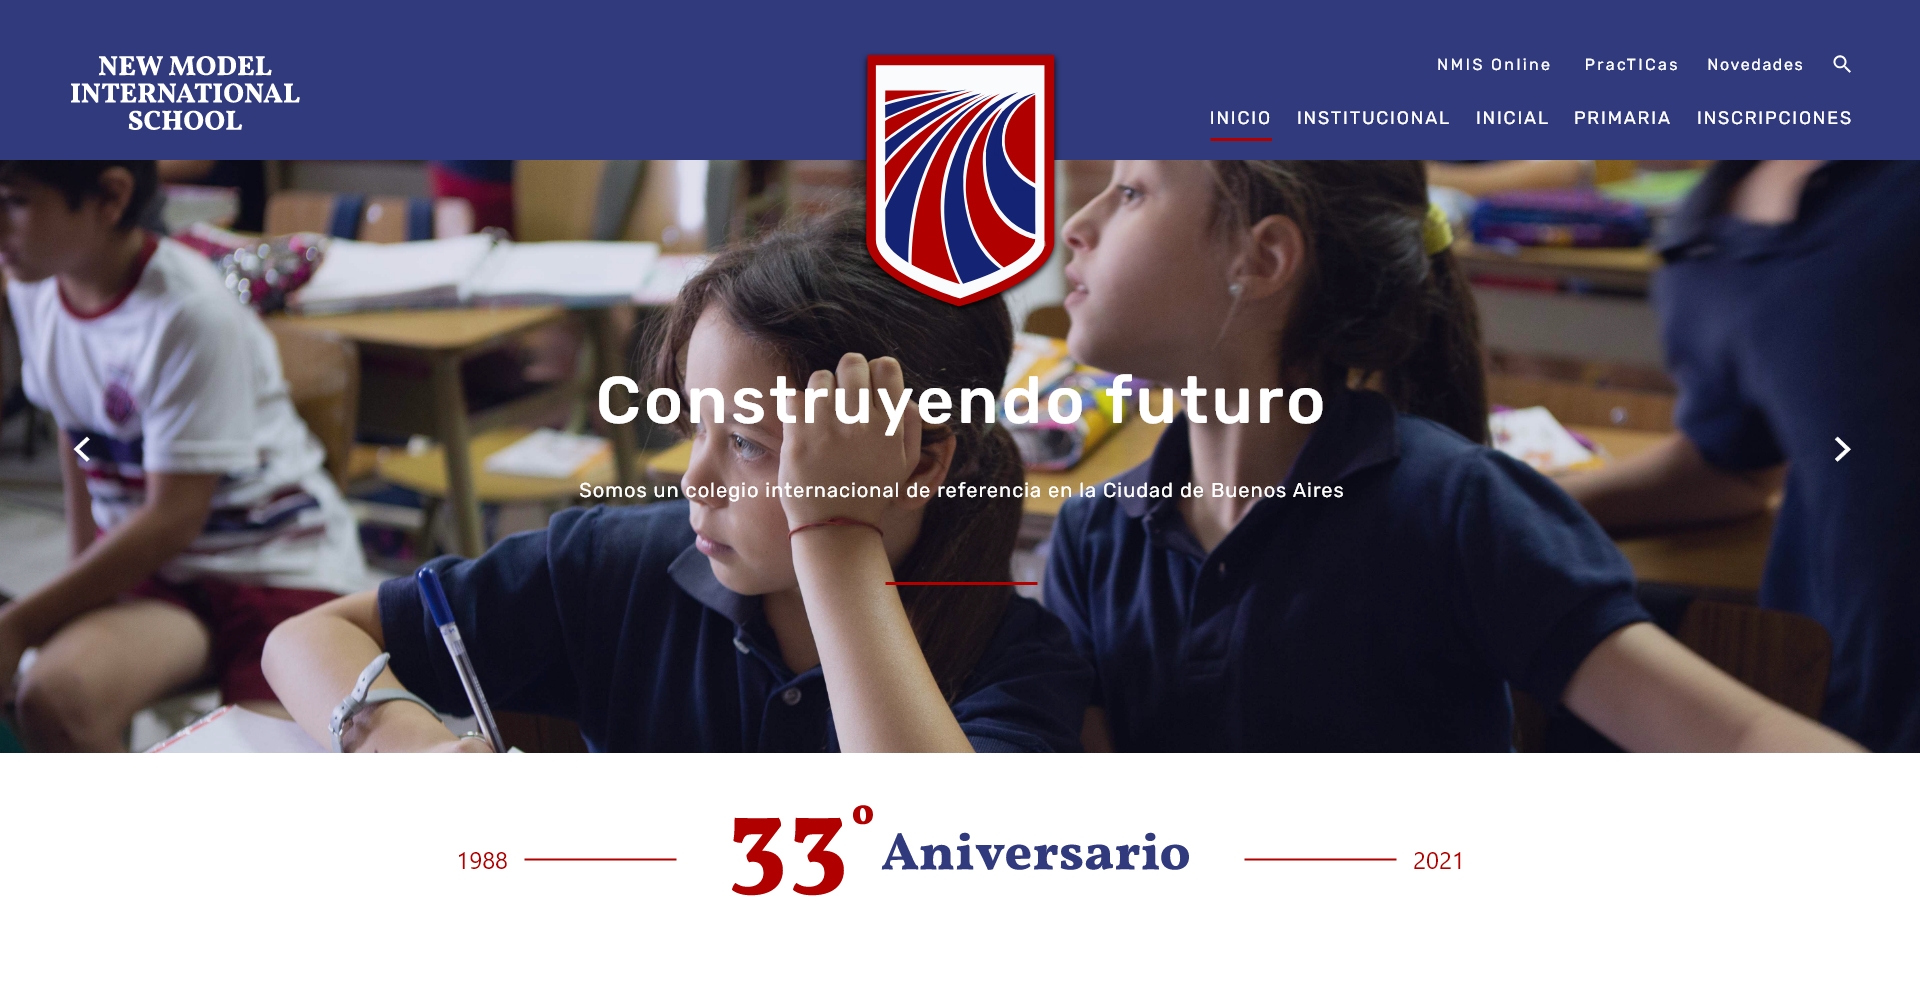 NEW MODEL
INTERNATIONAL
SCHOOL
NMIS Online PracTICas Novedades
INICIO INSTITUCIONAL INICIAL PRIMARIA INSCRIPCIONES
Construyendo futuro
Somos un colegio internacional de referencia en la Ciudad de Buenos Aires
1988 33º Aniversario 2021